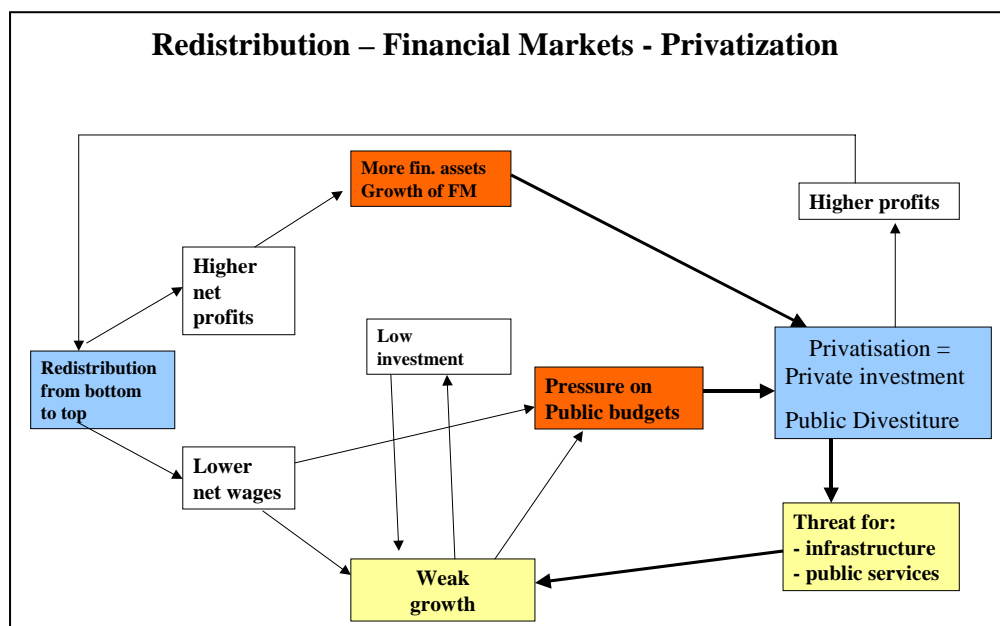 Redistribution – Financial Markets - Privatization
More fin. assets
Growth of FM
Higher profits
Higher
net
profits
Low
investment
Privatisation =
Private investment
Public Divestiture
Redistribution
from bottom
to top
Pressure on
Public budgets
Lower
net wages
Threat for:
- infrastructure
- public services
Weak
growth